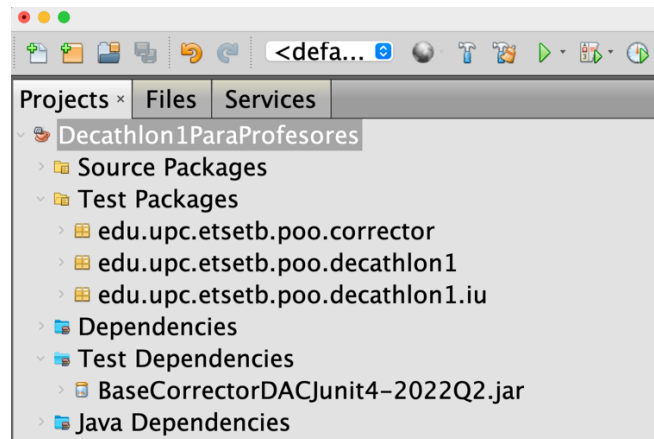 <defa...
Projects × Files Services
Decathlon1ParaProfesores
Source Packages
Test Packages
edu.upc.etsetb.poo.corrector
edu.upc.etsetb.poo.decathlon1
edu.upc.etsetb.poo.decathlon1.iu
Dependencies
Test Dependencies
BaseCorrectorDACJunit4-2022Q2.jar
Java Dependencies